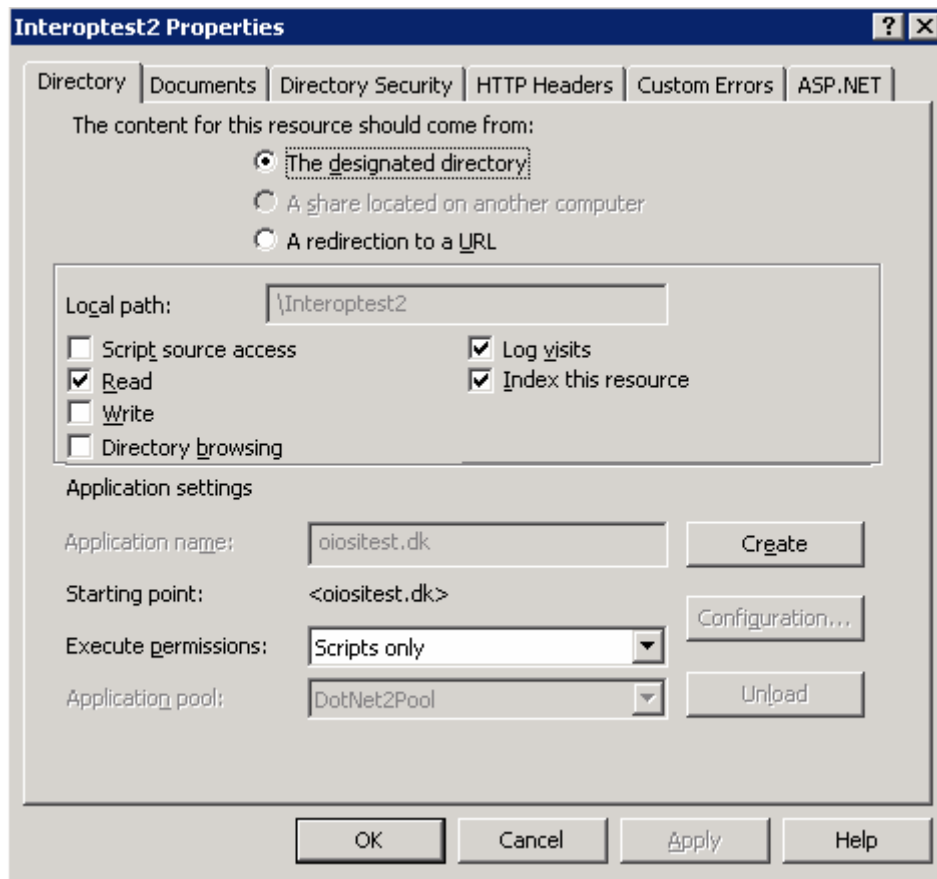 Interoptest2 Properties
Directory Documents Directory Security HTTP Headers Custom Errors ASP.NET
The content for this resource should come from:
The designated directory
A share located on another computer
A redirection to a URL
Local path: \Interoptest2
Script source access Log visits
Read Index this resource
Write
Directory browsing
Application settings
Application name: oiositest.dk Create
Starting point: <oiositest.dk>
Configuration...
Execute permissions: Scripts only
Application pool: DotNet2Pool Unload
OK Cancel Apply Help